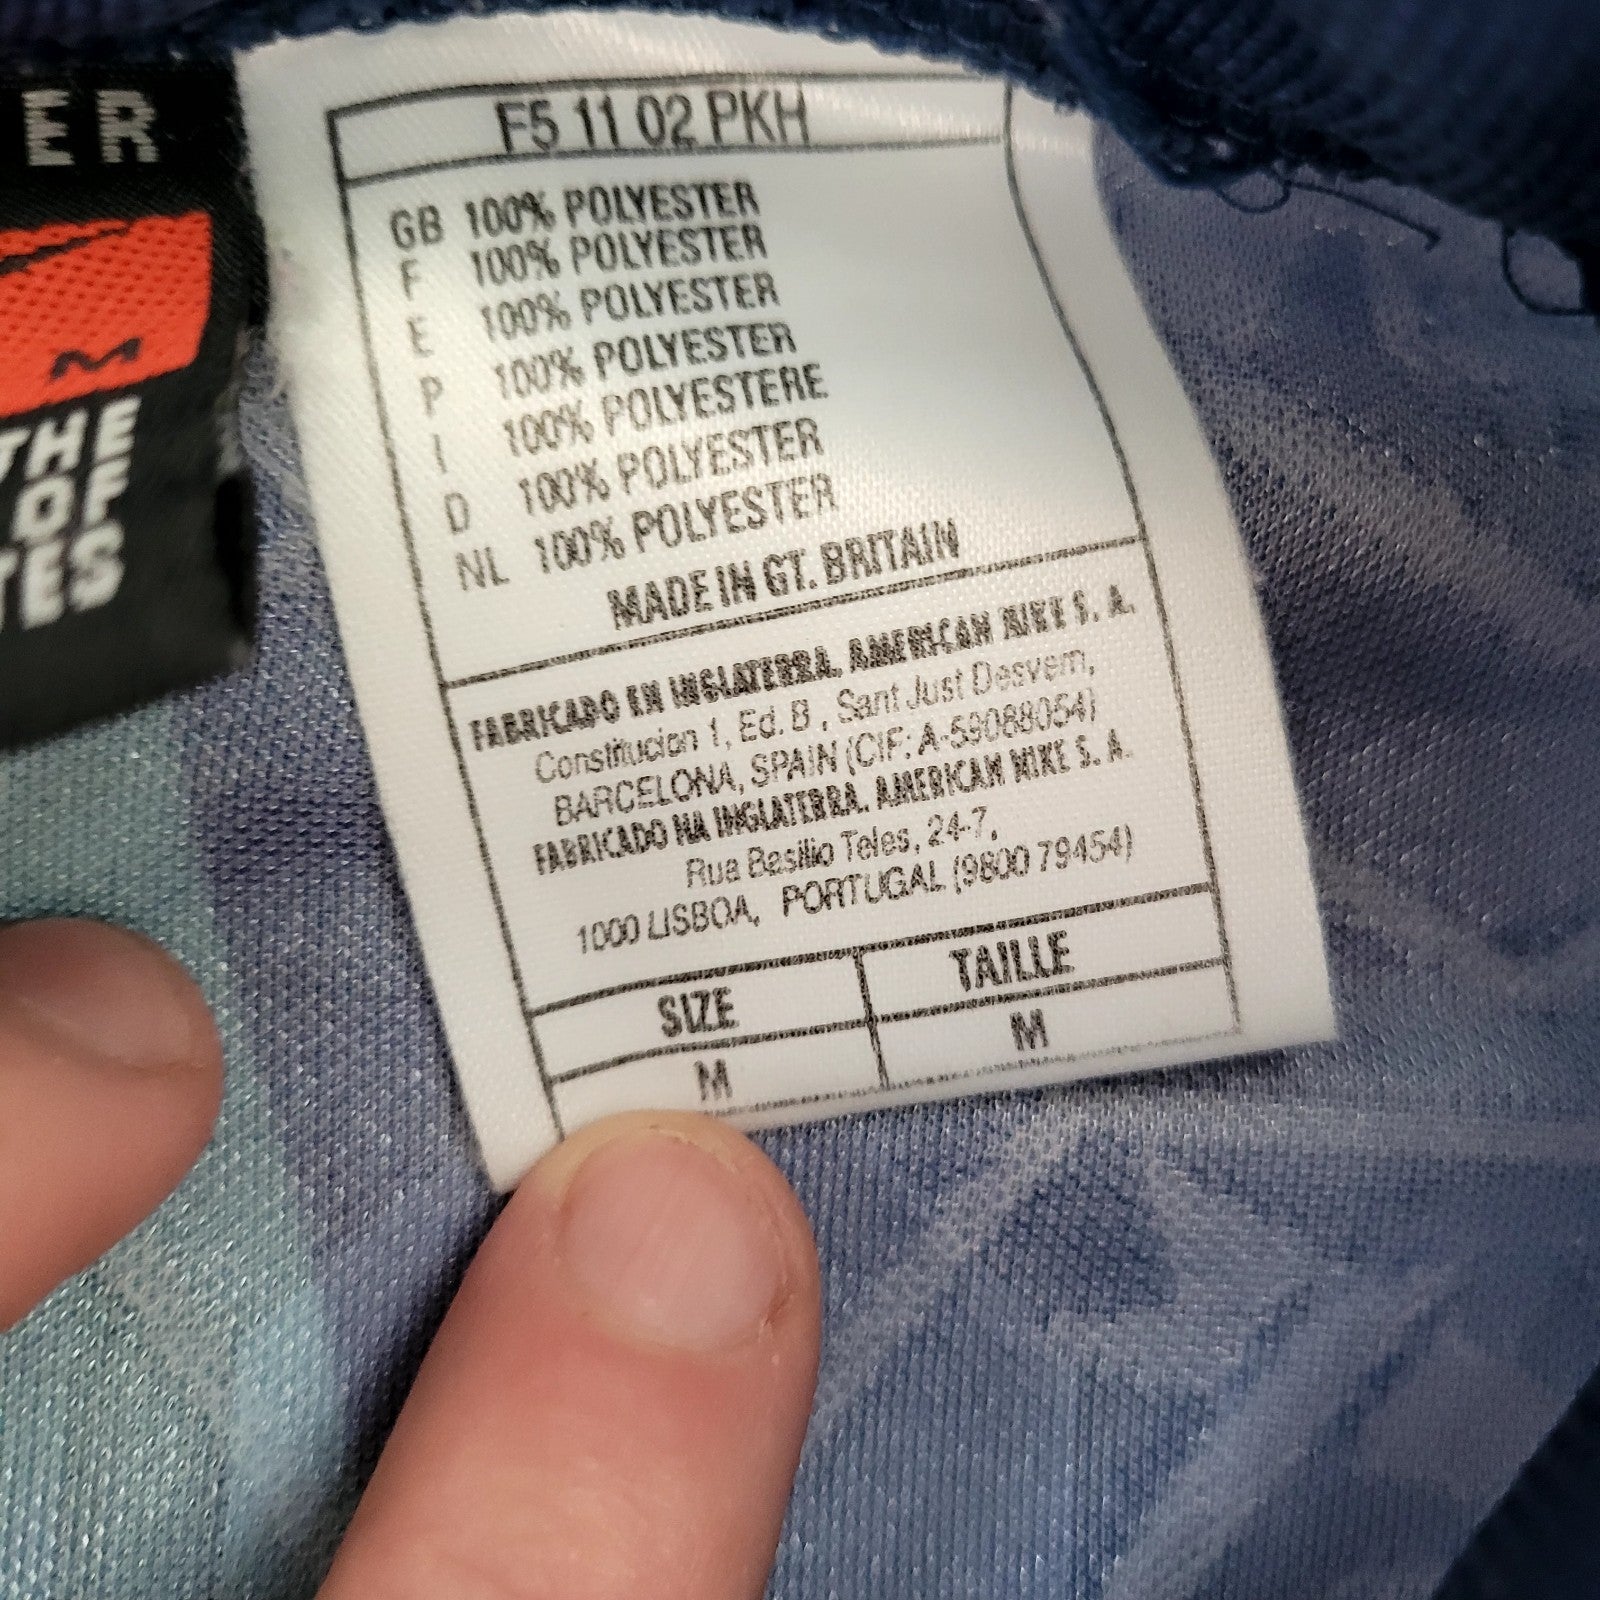 ER
M
THE
OF
TES
F5 11 02 PKH
GB 100% POLYESTER
F 100% POLYESTER
E 100% POLYESTER
P 100% POLYESTER
I 100% POLYESTERE
D 100% POLYESTER
NL 100% POLYESTER
MADE IN GT. BRITAIN
FABRICADO EN INGLATERRA. AMERICAN NIKE S. A.
Constitucion 1, Ed. B , Sant Just Desvern,
BARCELONA, SPAIN (CIF: A-59088054)
FABRICADO NA INGLATERRA. AMERICAN NIKE S. A.
Rua Basilio Teles, 24-7,
1000 LISBOA, PORTUGAL (9800 79454)
SIZE TAILLE
M M